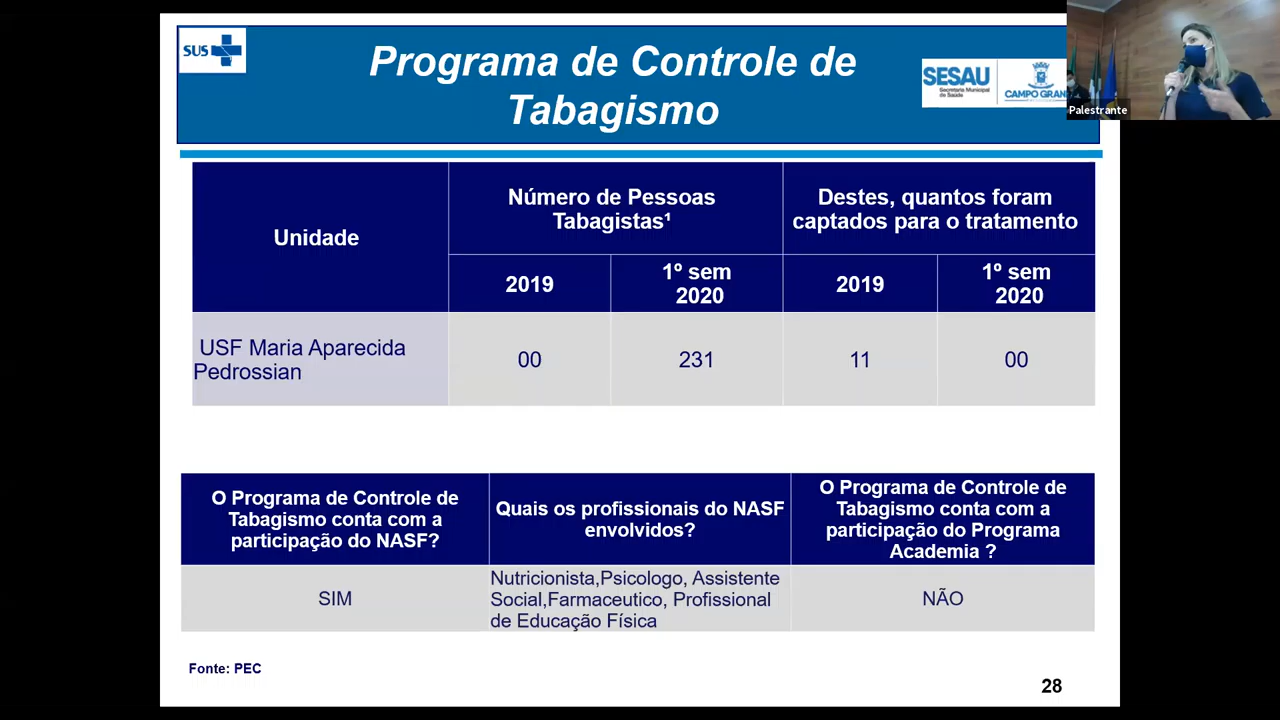 SUS
Programa de Controle de
Tabagismo
SESAU
Secretaria Municipal
de Saúde
Palestrante
Unidade
Número de Pessoas
Tabagistas¹
Destes, quantos foram
captados para o tratamento
2019
1º sem
2020
2019
1º sem
2020
USF Maria Aparecida
Pedrossian
00
231
11
00
O Programa de Controle de
Tabagismo conta com a
participação do NASF?
Quais os profissionais do NASF
envolvidos?
O Programa de Controle de
Tabagismo conta com a
participação do Programa
Academia ?
SIM
Nutricionista,Psicologo, Assistente
Social,Farmaceutico, Profissional
de Educação Física
NÃO
Fonte: PEC
28